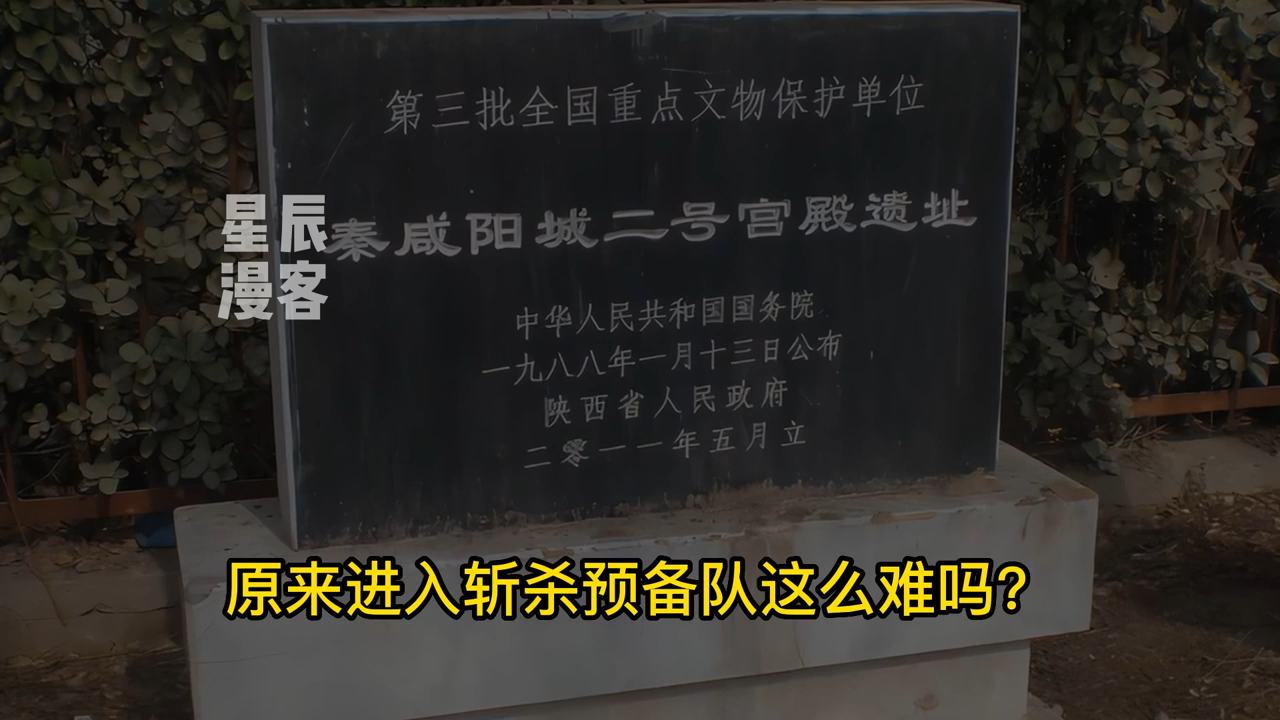 第三批全国重点文物保护单位
星辰
漫客
秦咸阳城二号宫殿遗址
中华人民共和国国务院
一九八八年一月十三日公布
陕西省人民政府
二零一一年五月立
原来进入斩杀预备队这么难吗?